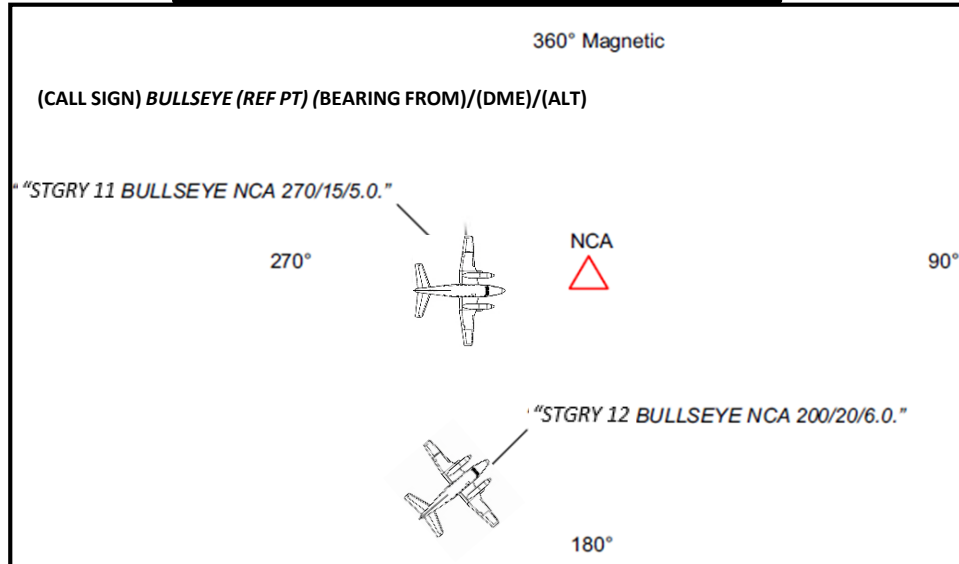 360° Magnetic
(CALL SIGN) BULLSEYE (REF PT) (BEARING FROM)/(DME)/(ALT)
“STGRY 11 BULLSEYE NCA 270/15/5.0.”
NCA
270°
90°
“STGRY 12 BULLSEYE NCA 200/20/6.0.”
180°